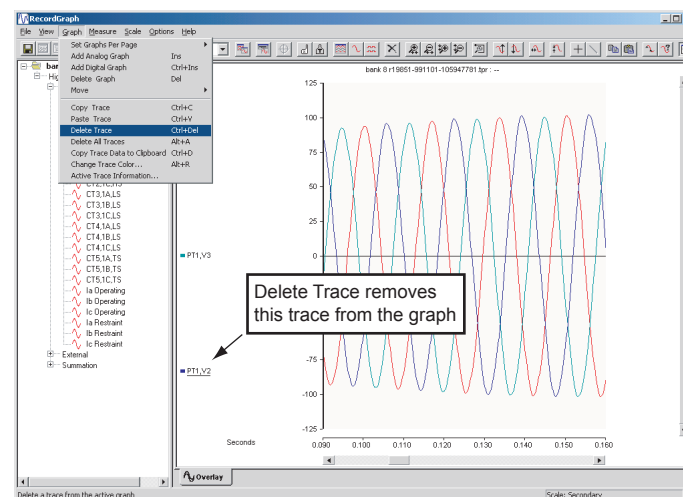 RecordGraph
File View Graph Measure Scale Options Help
Set Graphs Per Page
Add Analog Graph Ins
Add Digital Graph Ctrl+Ins
Delete Graph Del
Move
Copy Trace Ctrl+C
Paste Trace Ctrl+V
Delete Trace Ctrl+Del
Delete All Traces Alt+A
Copy Trace Data to Clipboard Ctrl+D
Change Trace Color... Alt+R
Active Trace Information...
CT3,1A,LS
CT3,1B,LS
CT3,1C,LS
CT4,1A,LS
CT4,1B,LS
CT4,1C,LS
CT5,1A,TS
CT5,1B,TS
CT5,1C,TS
Ia Operating
Ib Operating
Ic Operating
Ia Restraint
Ib Restraint
Ic Restraint
External
Summation
bank 8 r19851-991101-105947781.tpr : --
125
100
75
50
25
0
-75
-100
-125
PT1,V3
PT1,V2
Delete Trace removes
this trace from the graph
Seconds
0.090 0.100 0.110 0.120 0.130 0.140 0.150 0.160
Overlay
Delete a trace from the active graph
Scale: Secondary